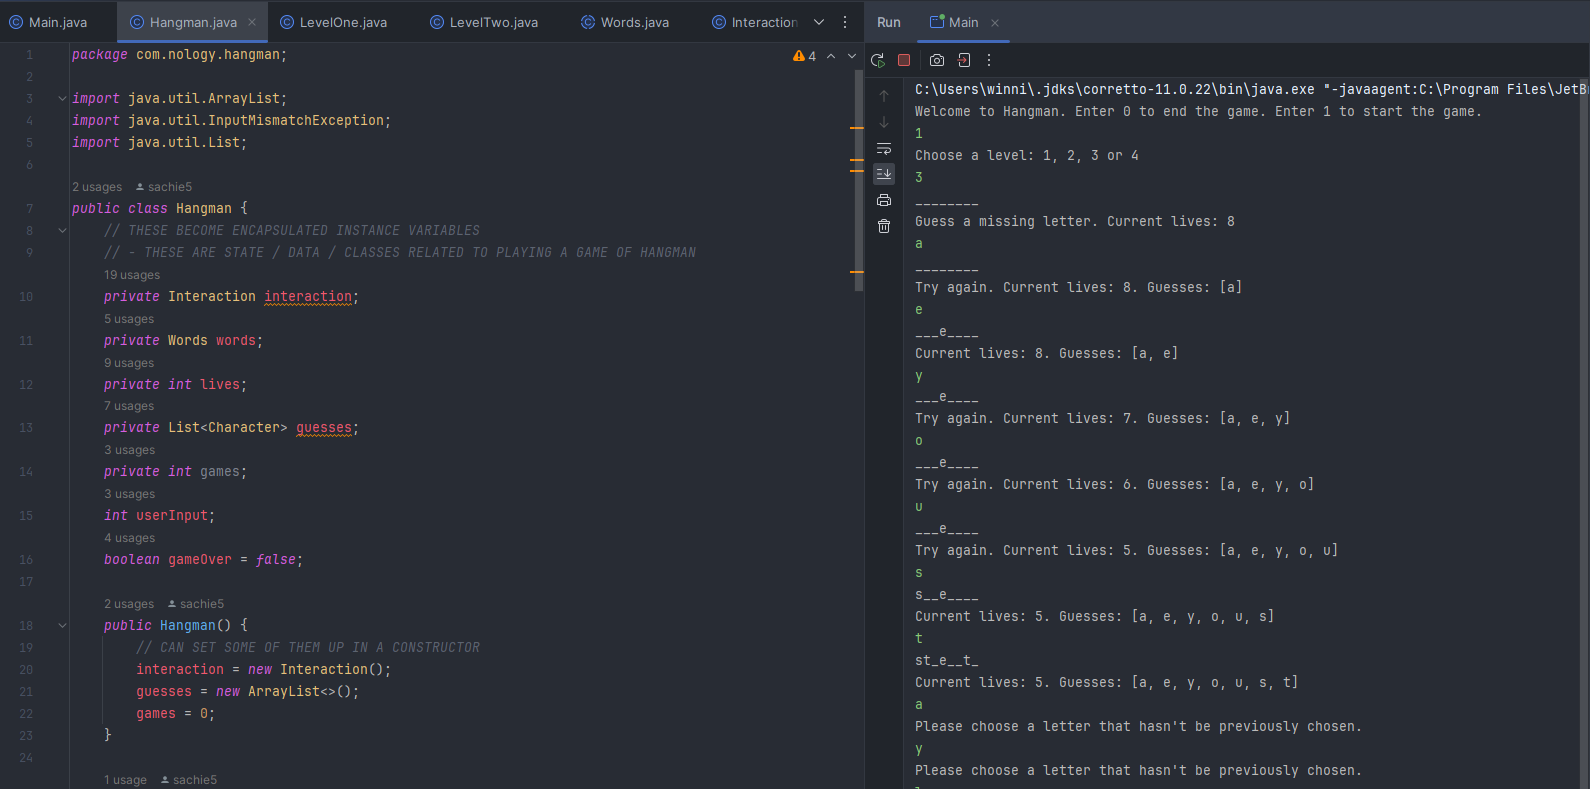 Main.java Hangman.java LevelOne.java LevelTwo.java Words.java Interaction
Run Main
4
1 package com.nology.hangman;
2
3 import java.util.ArrayList;
4 import java.util.InputMismatchException;
5 import java.util.List;
6
2 usages sachie5
7 public class Hangman {
8 // THESE BECOME ENCAPSULATED INSTANCE VARIABLES
9 // - THESE ARE STATE / DATA / CLASSES RELATED TO PLAYING A GAME OF HANGMAN
19 usages
10 private Interaction interaction;
5 usages
11 private Words words;
9 usages
12 private int lives;
7 usages
13 private List<Character> guesses;
3 usages
14 private int games;
3 usages
15 int userInput;
4 usages
16 boolean gameOver = false;
17
2 usages sachie5
18 public Hangman() {
19 // CAN SET SOME OF THEM UP IN A CONSTRUCTOR
20 interaction = new Interaction();
21 guesses = new ArrayList<>();
22 games = 0;
23 }
24
1 usage sachie5
C:\Users\winni\.jdks\corretto-11.0.22\bin\java.exe "-javaagent:C:\Program Files\JetBr
Welcome to Hangman. Enter 0 to end the game. Enter 1 to start the game.
1
Choose a level: 1, 2, 3 or 4
3
________
Guess a missing letter. Current lives: 8
a
________
Try again. Current lives: 8. Guesses: [a]
e
___e____
Current lives: 8. Guesses: [a, e]
y
___e____
Try again. Current lives: 7. Guesses: [a, e, y]
o
___e____
Try again. Current lives: 6. Guesses: [a, e, y, o]
u
___e____
Try again. Current lives: 5. Guesses: [a, e, y, o, u]
s
s__e____
Current lives: 5. Guesses: [a, e, y, o, u, s]
t
st_e__t_
Current lives: 5. Guesses: [a, e, y, o, u, s, t]
a
Please choose a letter that hasn't be previously chosen.
y
Please choose a letter that hasn't be previously chosen.